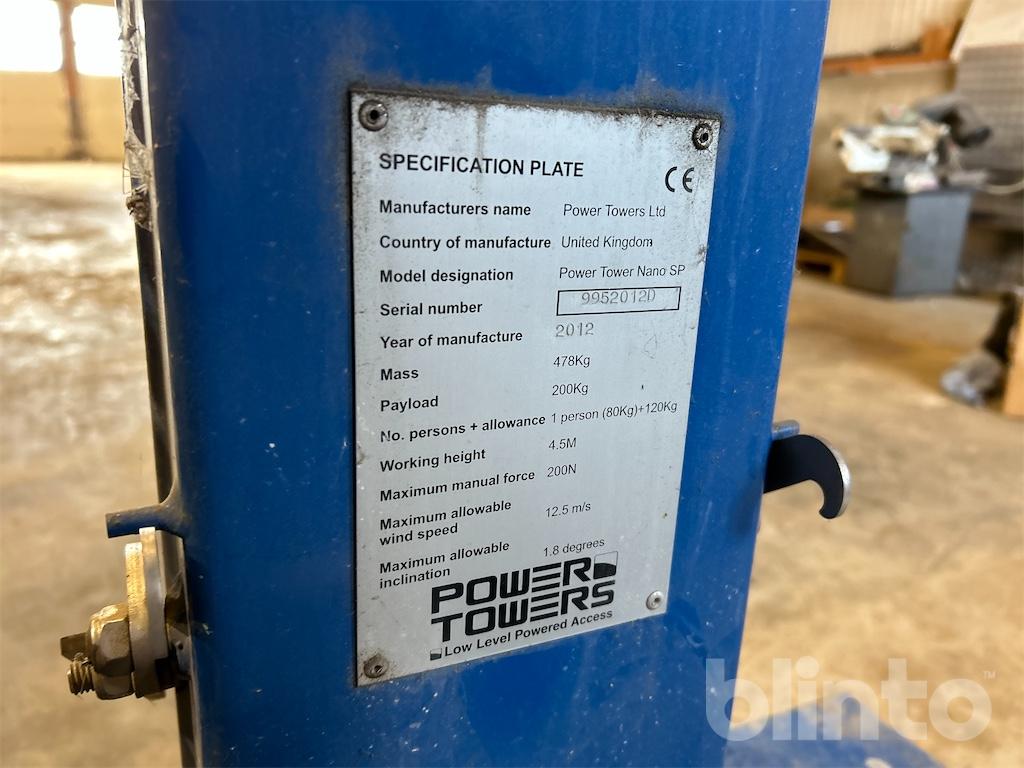 SPECIFICATION PLATE
CE
Manufacturers name Power Towers Ltd
Country of manufacture United Kingdom
Model designation Power Tower Nano SP
Serial number 9952012D
Year of manufacture 2012
Mass 478Kg
Payload 200Kg
No. persons + allowance 1 person (80Kg)+120Kg
Working height 4.5M
Maximum manual force 200N
Maximum allowable
wind speed 12.5 m/s
Maximum allowable
inclination 1.8 degrees
POWER
TOWERS
Low Level Powered Access
blinto™